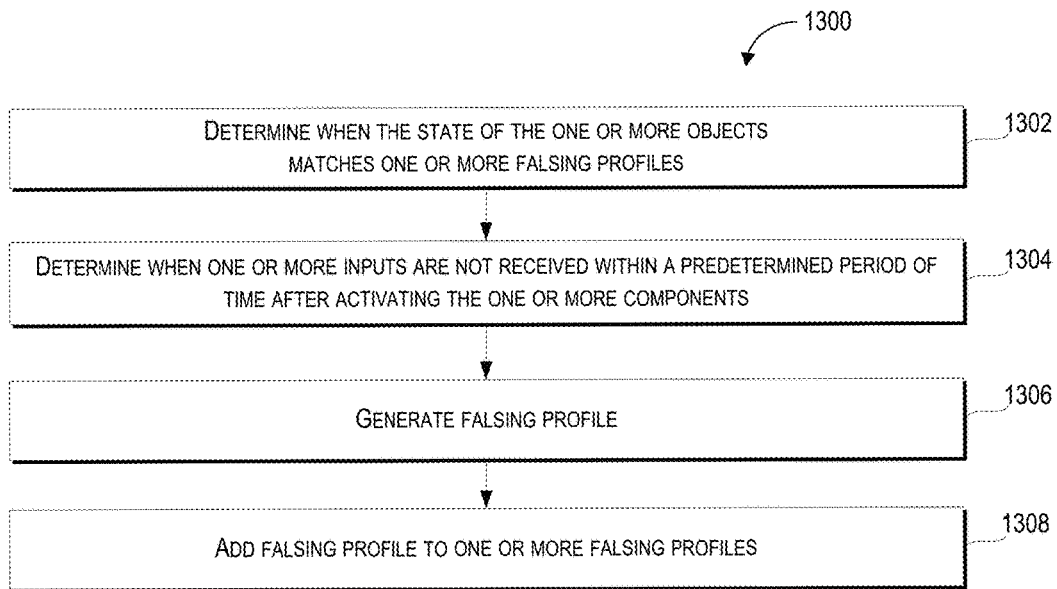 1300
DETERMINE WHEN THE STATE OF THE ONE OR MORE OBJECTS
MATCHES ONE OR MORE FALSING PROFILES
1302
DETERMINE WHEN ONE OR MORE INPUTS ARE NOT RECEIVED WITHIN A PREDETERMINED PERIOD OF
TIME AFTER ACTIVATING THE ONE OR MORE COMPONENTS
1304
GENERATE FALSING PROFILE
1306
ADD FALSING PROFILE TO ONE OR MORE FALSING PROFILES
1308